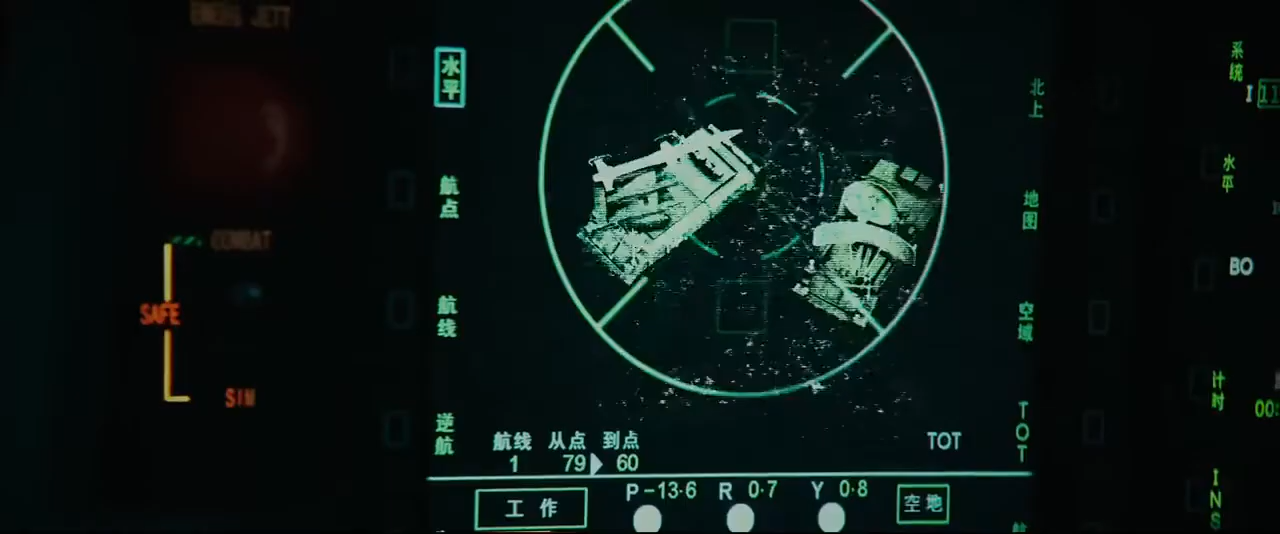 EMERG JETT
COMBAT
SAFE
SIM
水平
航点
航线
逆航
北上
地图
空域
TOT
航线 从点 到点
1 79 60
TOT
工作
P-13.6 R 0.7 Y 0.8
空地
系统
I
水平
BO
计时
00:
INS